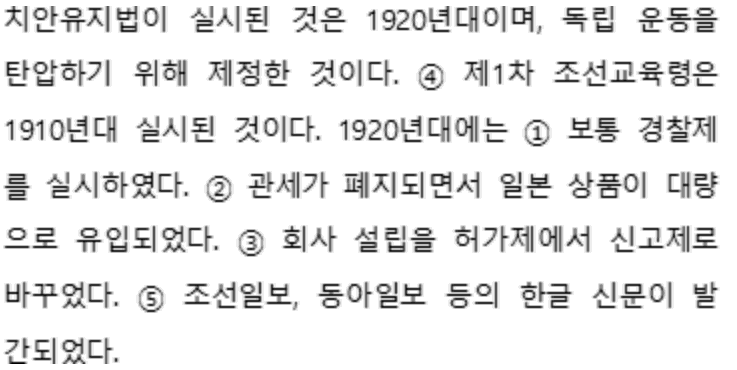 치안유지법이 실시된 것은 1920년대이며, 독립 운동을
탄압하기 위해 제정한 것이다. ④ 제1차 조선교육령은
1910년대 실시된 것이다. 1920년대에는 ① 보통 경찰제
를 실시하였다. ② 관세가 폐지되면서 일본 상품이 대량
으로 유입되었다. ③ 회사 설립을 허가제에서 신고제로
바꾸었다. ⑤ 조선일보, 동아일보 등의 한글 신문이 발
간되었다.